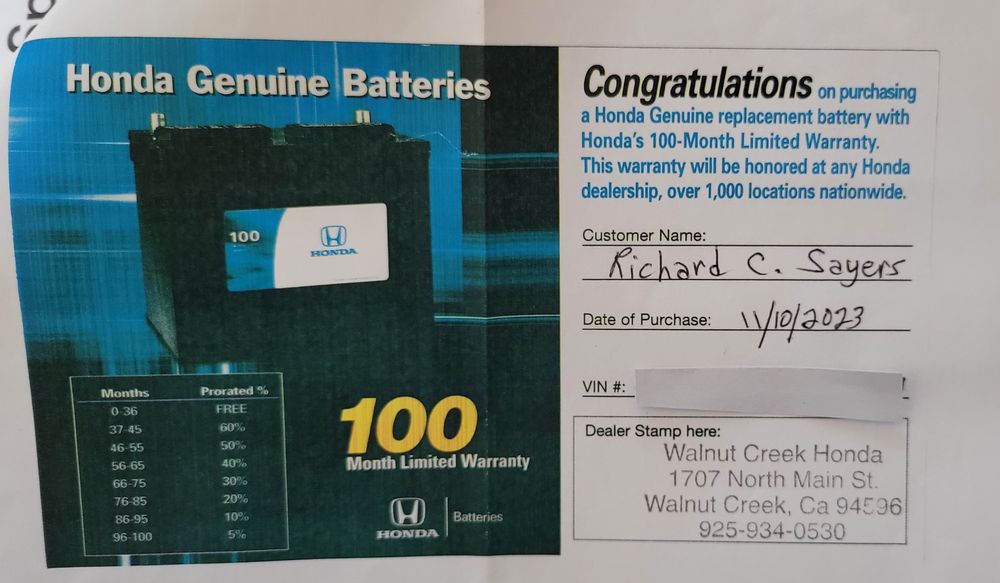 Honda Genuine Batteries
100
HONDA
Months Prorated %
0-36 FREE
37-45 60%
46-55 50%
56-65 40%
66-75 30%
76-85 20%
86-95 10%
96-100 5%
100
Month Limited Warranty
HONDA
Batteries
Congratulations on purchasing
a Honda Genuine replacement battery with
Honda's 100-Month Limited Warranty.
This warranty will be honored at any Honda
dealership, over 1,000 locations nationwide.
Customer Name:
Richard C. Sayers
Date of Purchase: 11/10/2023
VIN #:
Dealer Stamp here:
Walnut Creek Honda
1707 North Main St.
Walnut Creek, Ca 94596
925-934-0530